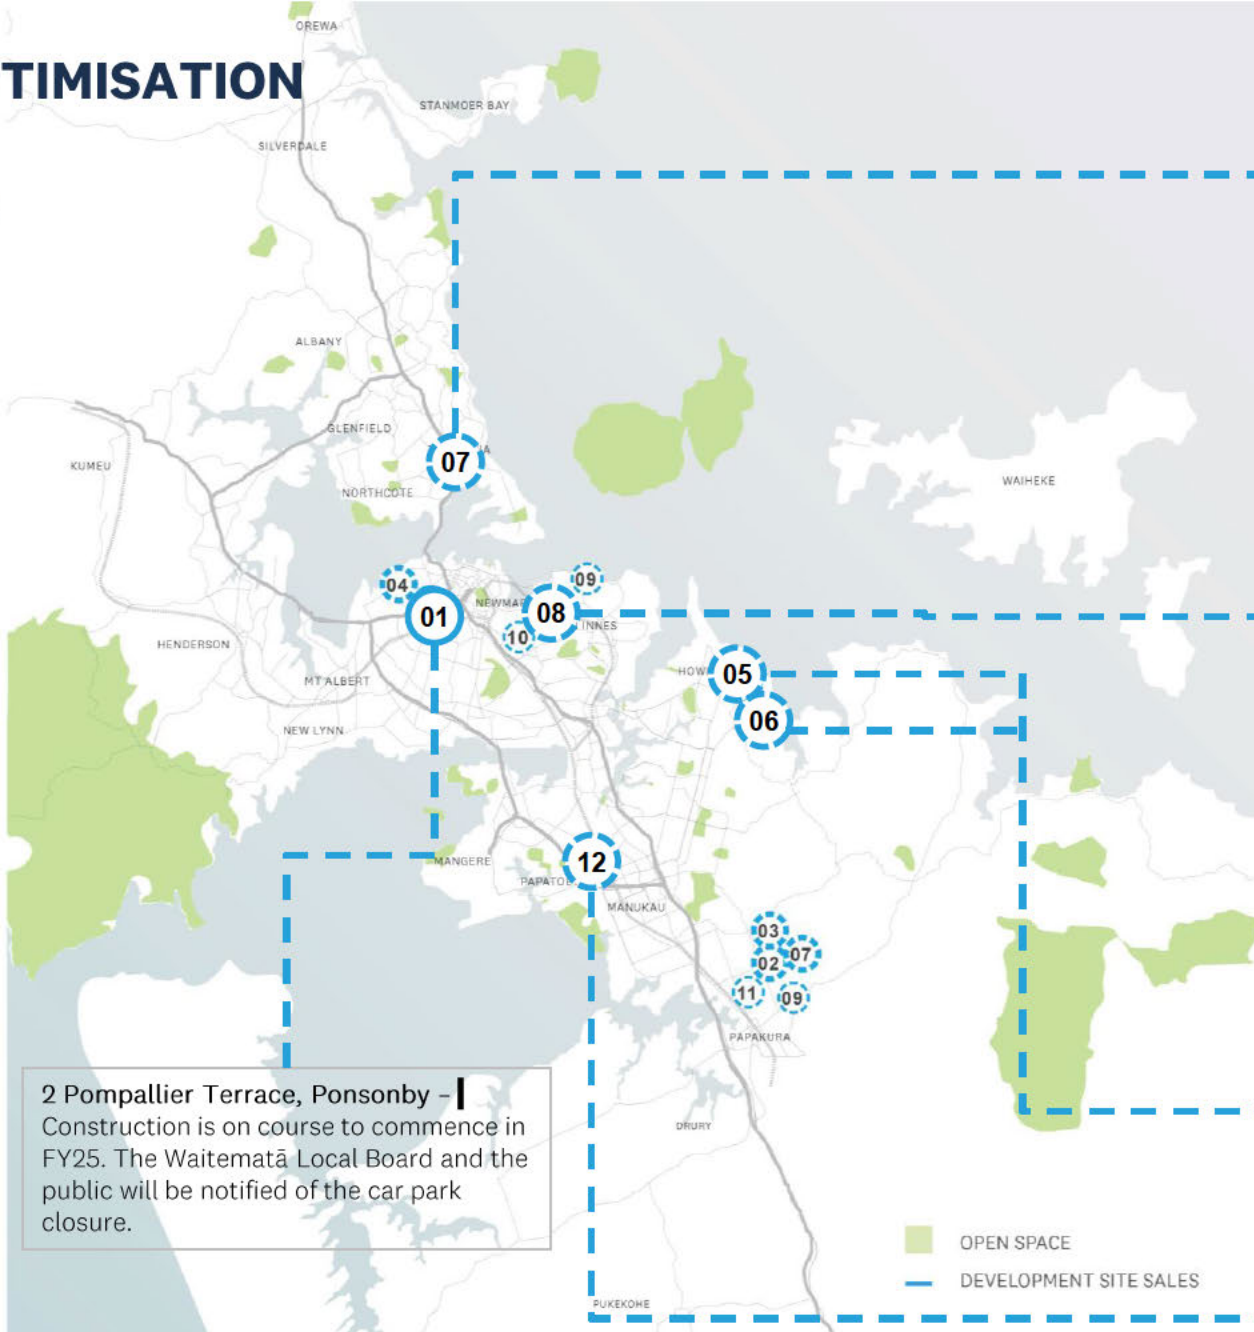 OREWA
TIMISATION
STANMOER BAY
SILVERDALE
ALBANY
GLENFIELD
07
KUMEU
NORTHCOTE
WAIHEKE
04
09
NEWMA
01
08
INNES
10
HENDERSON
HOW
05
MT ALBERT
06
NEW LYNN
MANGERE
12
PAPATOE
MANUKAU
03
07
02
11
09
PAPAKURA
2 Pompallier Terrace, Ponsonby –
Construction is on course to commence in
FY25. The Waitematā Local Board and the
public will be notified of the car park
closure.
DRURY
OPEN SPACE
DEVELOPMENT SITE SALES
PUKEKOHE